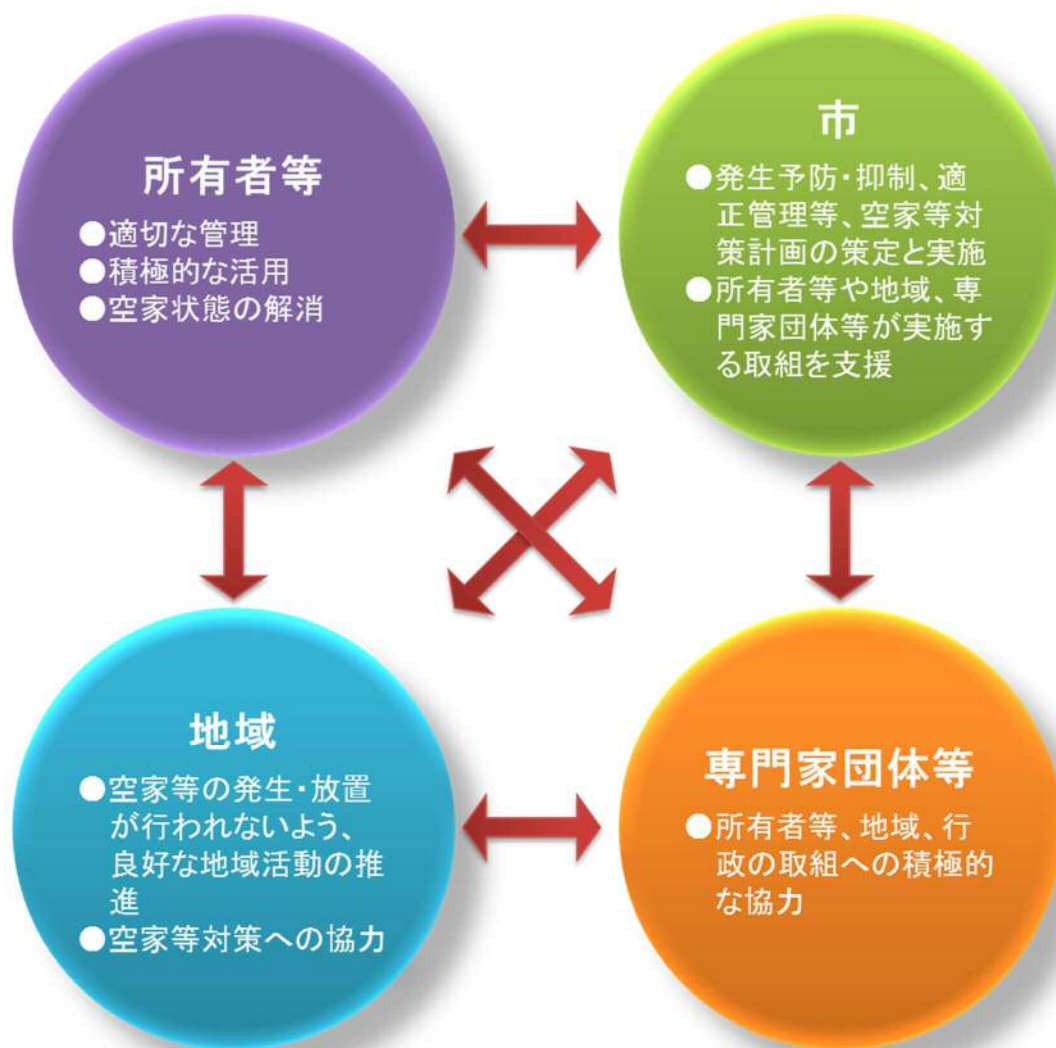 所有者等
●適切な管理
●積極的な活用
●空家状態の解消
市
●発生予防・抑制、適
正管理等、空家等対
策計画の策定と実施
●所有者等や地域、専
門家団体等が実施す
る取組を支援
地域
●空家等の発生・放置
が行われないよう、
良好な地域活動の推
進
●空家等対策への協力
専門家団体等
●所有者等、地域、行
政の取組への積極的
な協力